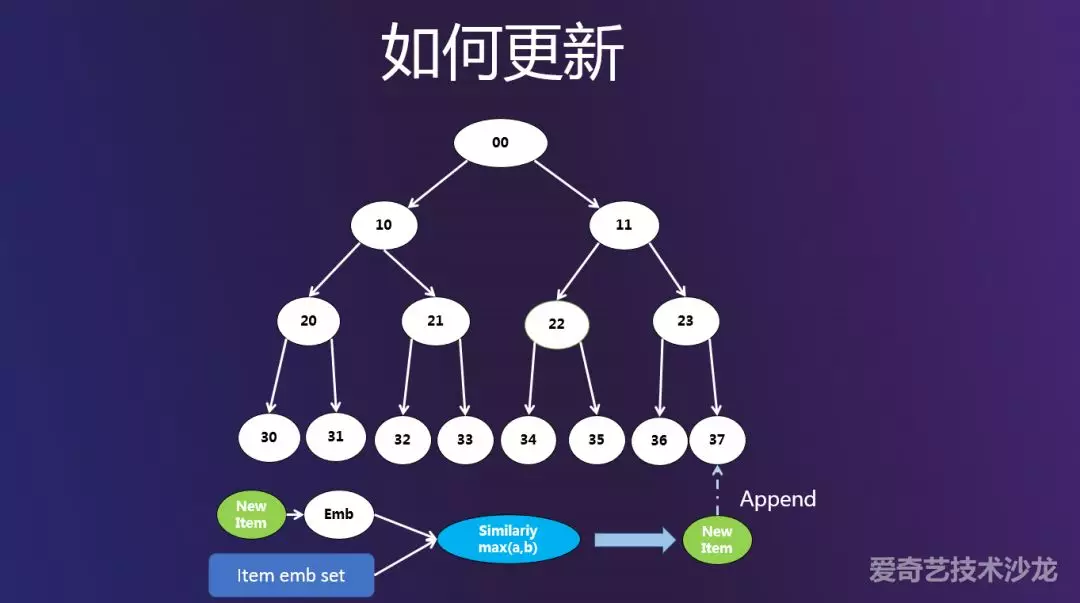 如何更新
00
10
11
20
21
22
23
30
31
32
33
34
35
36
37
Append
New
Item
Emb
Similariy
max(a,b)
New
Item
Item emb set
爱奇艺技术沙龙